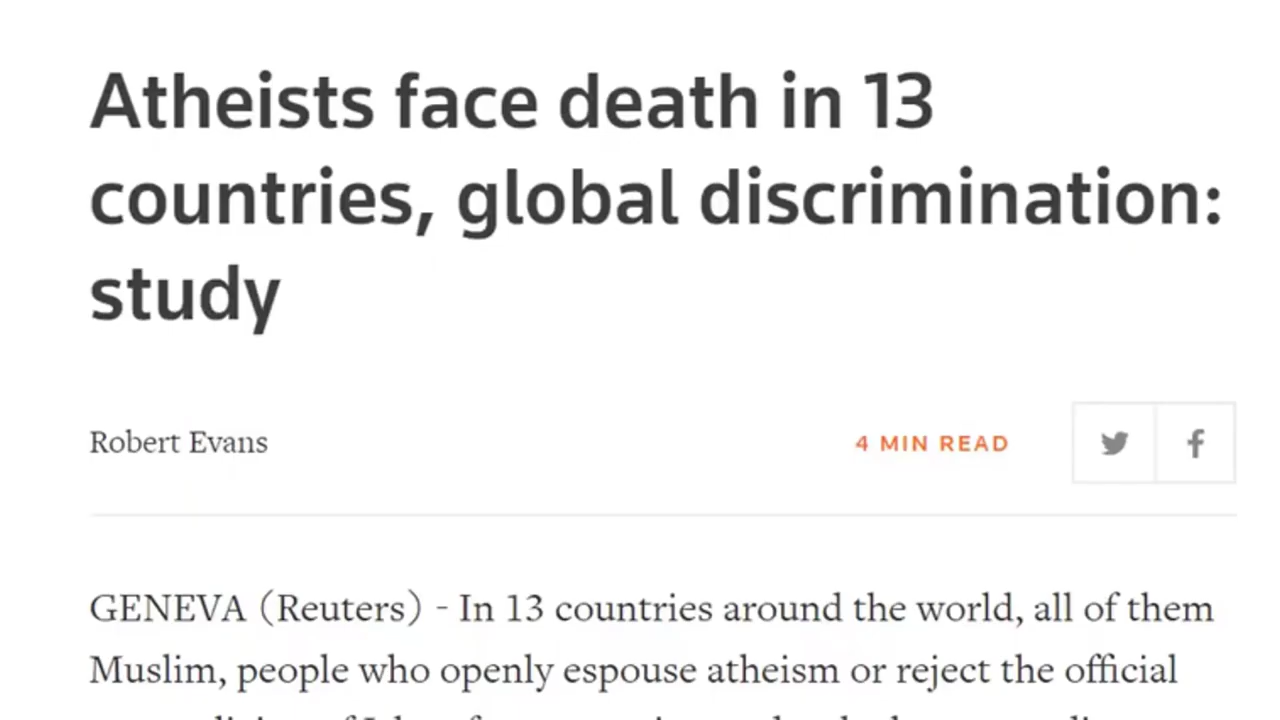 Atheists face death in 13
countries, global discrimination:
study
Robert Evans
4 MIN READ
GENEVA (Reuters) - In 13 countries around the world, all of them
Muslim, people who openly espouse atheism or reject the official